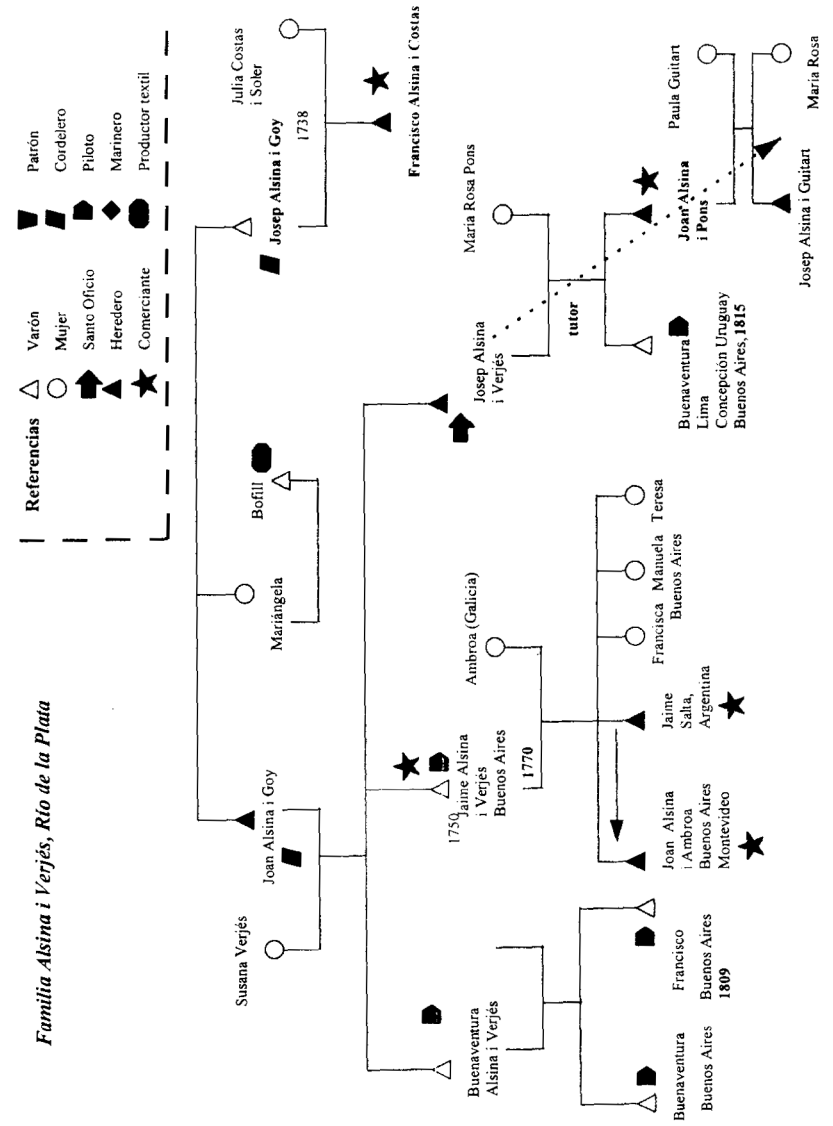 Familia Alsina i Verjés, Río de la Plata
Referencias
Varón
Mujer
Santo Oficio
Heredero
Comerciante
Patrón
Cordelero
Piloto
Marinero
Productor textil
Susana Verjés
Joan Alsina i Goy
Mariángela
Bofill
Josep Alsina i Goy
1738
Julia Costas
i Soler
Francisco Alsina i Costas
Buenaventura
Alsina i Verjés
1750
Jaime Alsina
i Verjés
Buenos Aires
1770
Ambroa (Galicia)
Josep Alsina
i Verjés
Maria Rosa Pons
tutor
Buenaventura
Buenos Aires
Francisco
Buenos Aires
1809
Joan Alsina
i Ambroa
Buenos Aires
Montevideo
Jaime
Salta,
Argentina
Francisca
Manuela
Buenos Aires
Teresa
Buenaventura
Lima
Concepción Uruguay
Buenos Aires, 1815
Joan Alsina
i Pons
Paula Guitart
Josep Alsina i Guitart
Maria Rosa